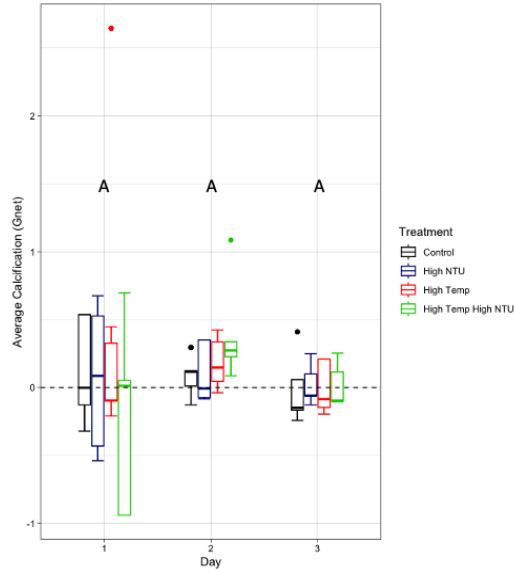 2
1
0
-1
Average Calcification (Gnet)
A A A
1 2 3
Day
Treatment
Control
High NTU
High Temp
High Temp High NTU